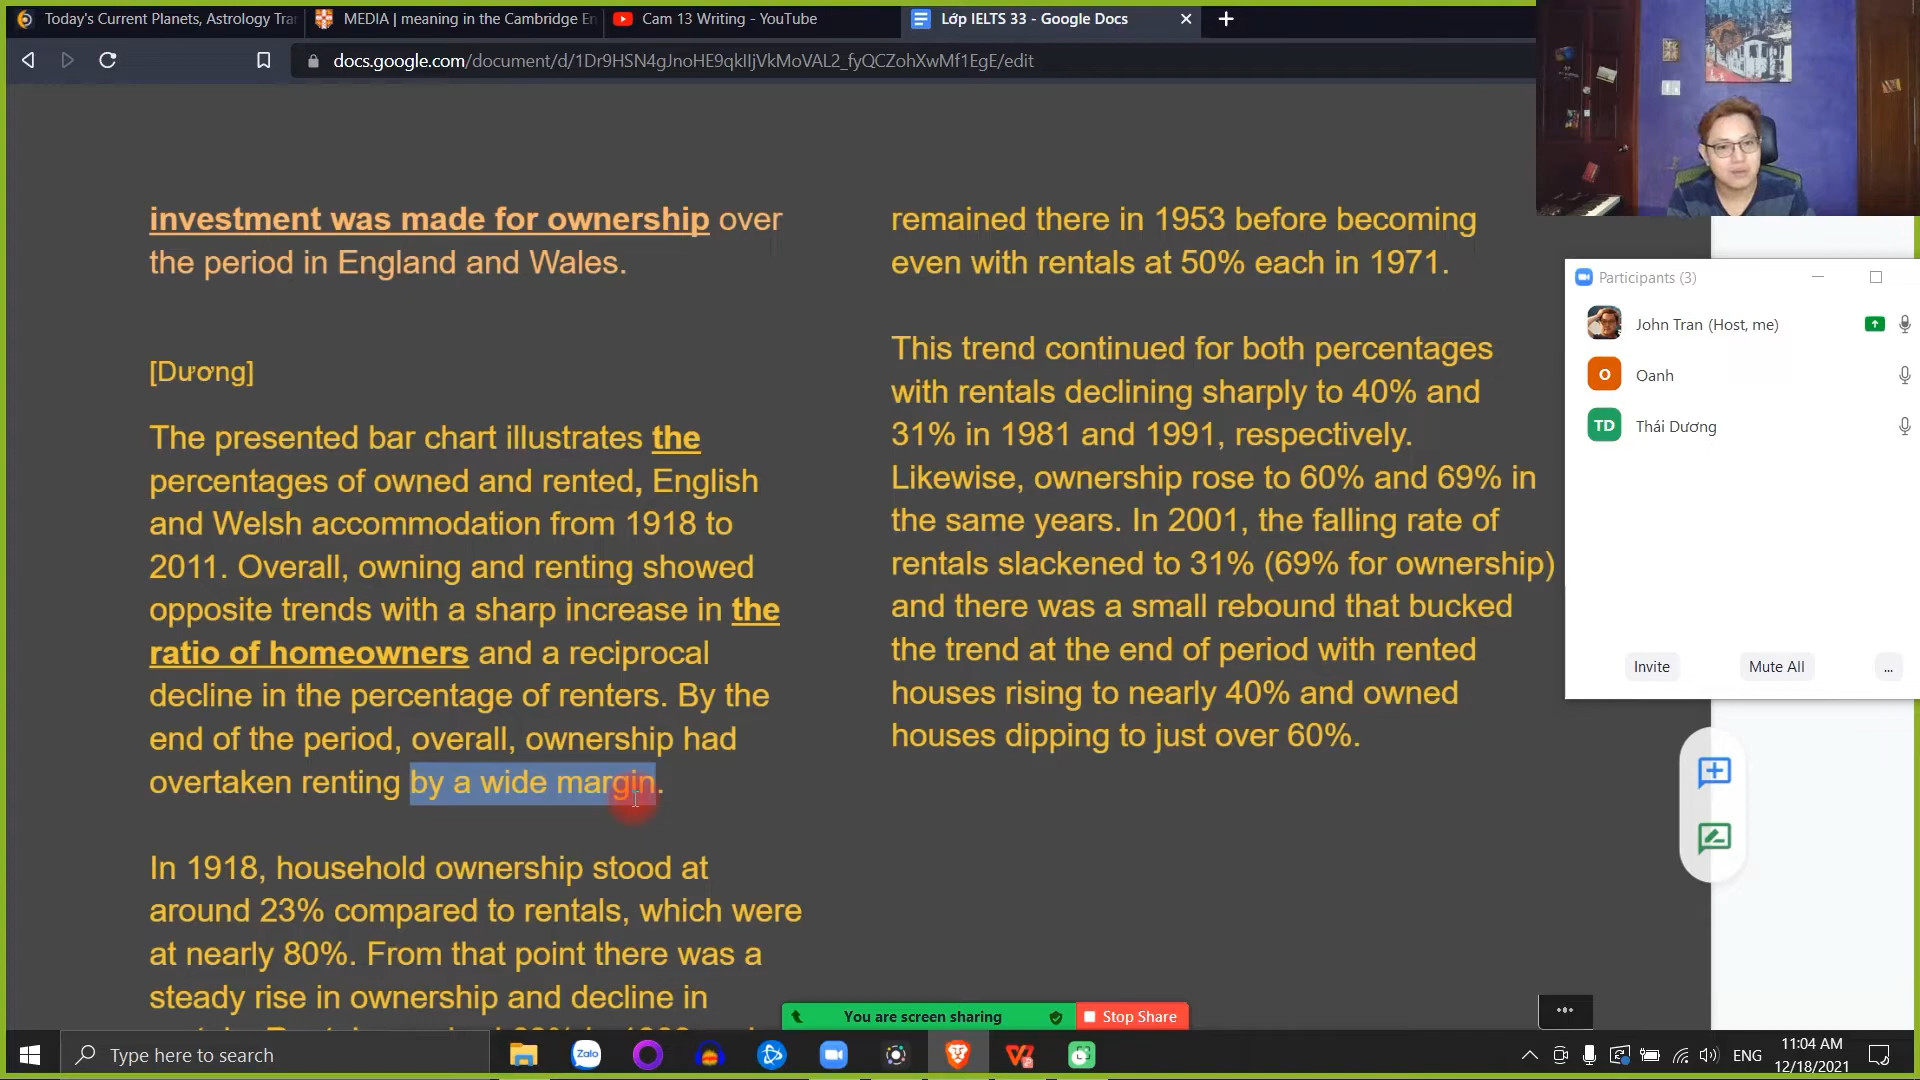 Today's Current Planets, Astrology Tra
MEDIA | meaning in the Cambridge En
Cam 13 Writing - YouTube
Lớp IELTS 33 - Google Docs
docs.google.com/document/d/1Dr9HSN4gJnoHE9qklIjVkMoVAL2_fyQCZohXwMf1EgE/edit
investment was made for ownership over
the period in England and Wales.
[Dương]
The presented bar chart illustrates the
percentages of owned and rented, English
and Welsh accommodation from 1918 to
2011. Overall, owning and renting showed
opposite trends with a sharp increase in the
ratio of homeowners and a reciprocal
decline in the percentage of renters. By the
end of the period, overall, ownership had
overtaken renting by a wide margin.
In 1918, household ownership stood at
around 23% compared to rentals, which were
at nearly 80%. From that point there was a
steady rise in ownership and decline in
remained there in 1953 before becoming
even with rentals at 50% each in 1971.
This trend continued for both percentages
with rentals declining sharply to 40% and
31% in 1981 and 1991, respectively.
Likewise, ownership rose to 60% and 69% in
the same years. In 2001, the falling rate of
rentals slackened to 31% (69% for ownership)
and there was a small rebound that bucked
the trend at the end of period with rented
houses rising to nearly 40% and owned
houses dipping to just over 60%.
Participants (3)
John Tran (Host, me)
O Oanh
TD Thái Dương
Invite
Mute All
...
You are screen sharing
Stop Share
Type here to search
Zalo
ENG
11:04 AM
12/18/2021